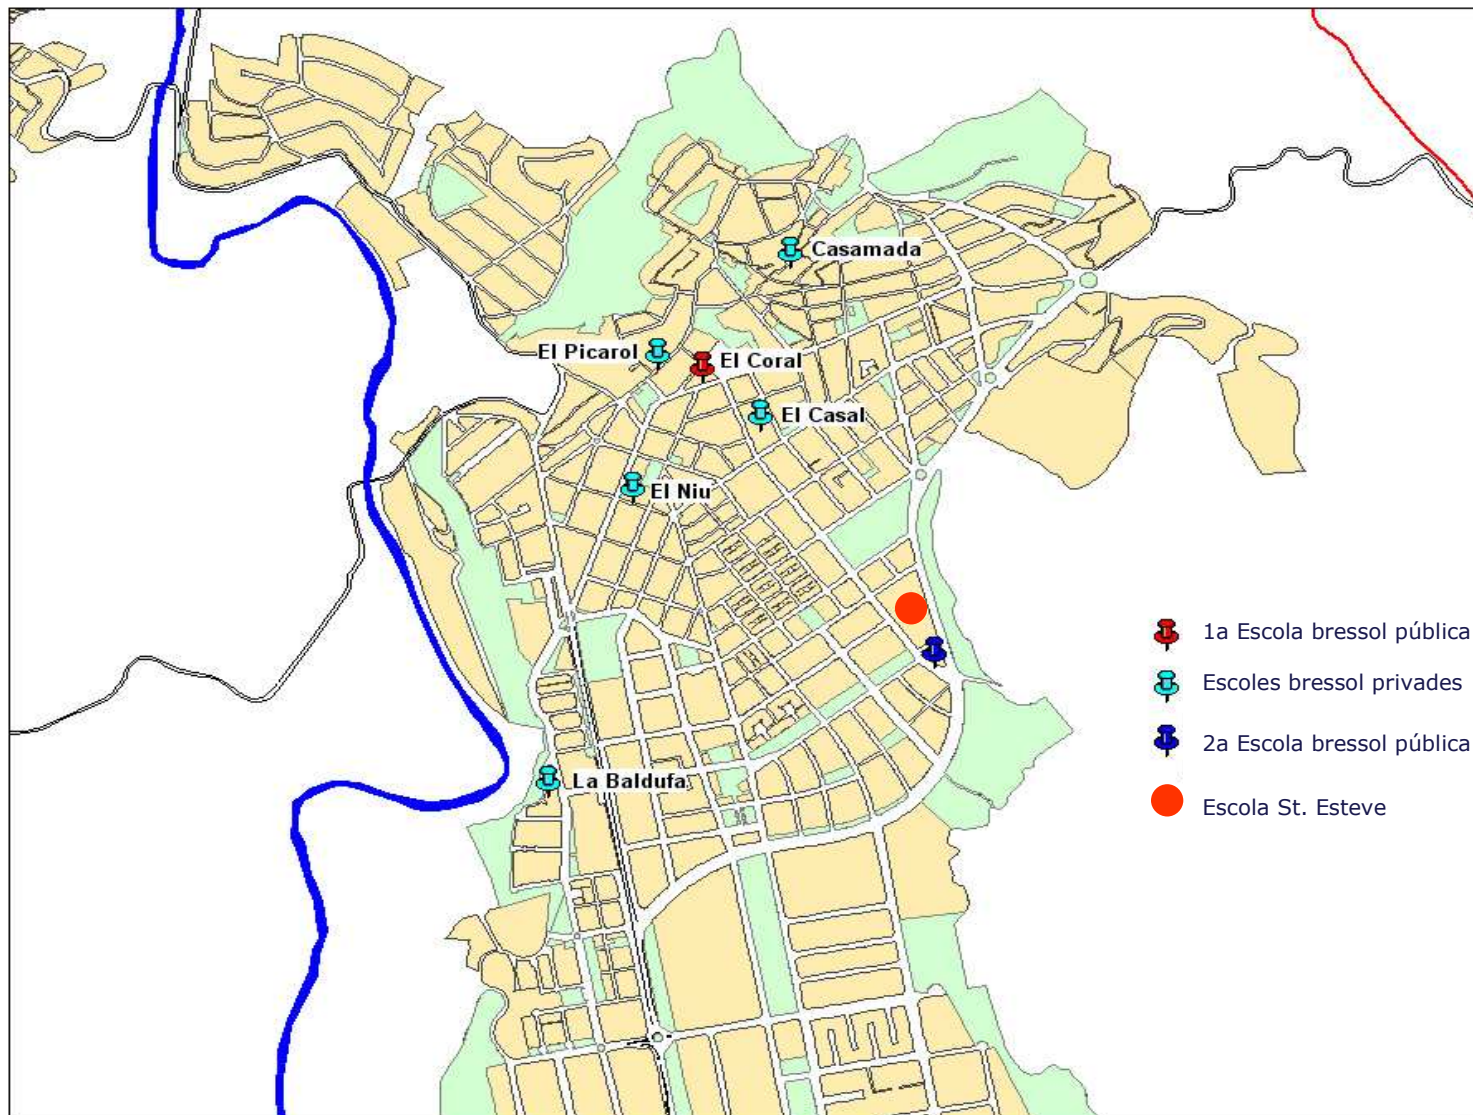 Casamada
El Picarol
El Coral
El Casal
El Niu
La Baldufa
1a Escola bressol pública
Escoles bressol privades
2a Escola bressol pública
Escola St. Esteve